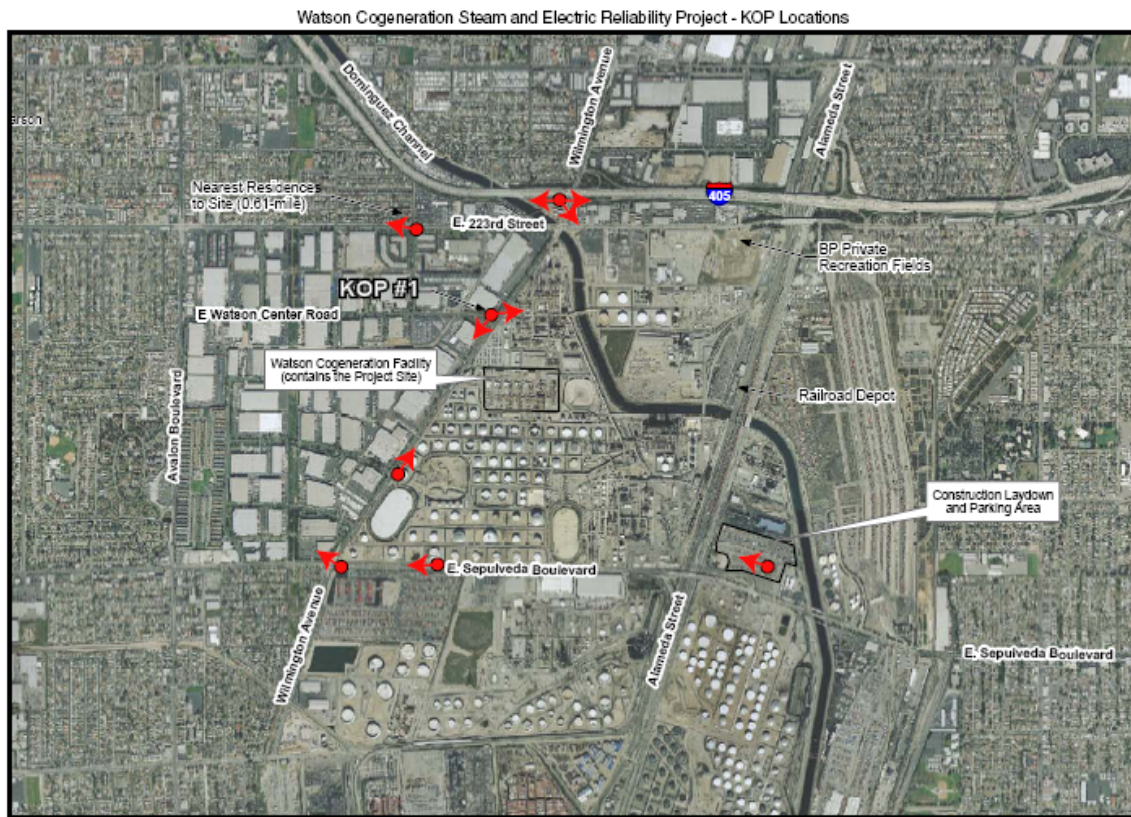 Watson Cogeneration Steam and Electric Reliability Project - KOP Locations
Dominguez Channel
Wilmington Avenue
Alameda Street
arson
Nearest Residences
to Site (0.61-mile)
405
E. 223rd Street
BP Private
Recreation Fields
KOP #1
E Watson Center Road
Watson Cogeneration Facility
(contains the Project Site)
Railroad Depot
Avalon Boulevard
Construction Laydown
and Parking Area
E. Sepulveda Boulevard
Wilmington Avenue
Alameda Street
E. Sepulveda Boulevard